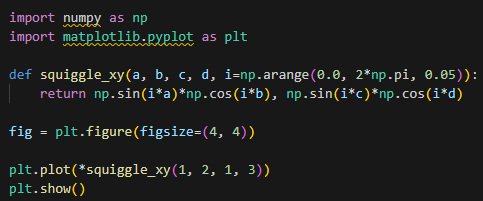 import numpy as np
import matplotlib.pyplot as plt

def squiggle_xy(a, b, c, d, i=np.arange(0.0, 2*np.pi, 0.05)):
    return np.sin(i*a)*np.cos(i*b), np.sin(i*c)*np.cos(i*d)

fig = plt.figure(figsize=(4, 4))

plt.plot(*squiggle_xy(1, 2, 1, 3))
plt.show()